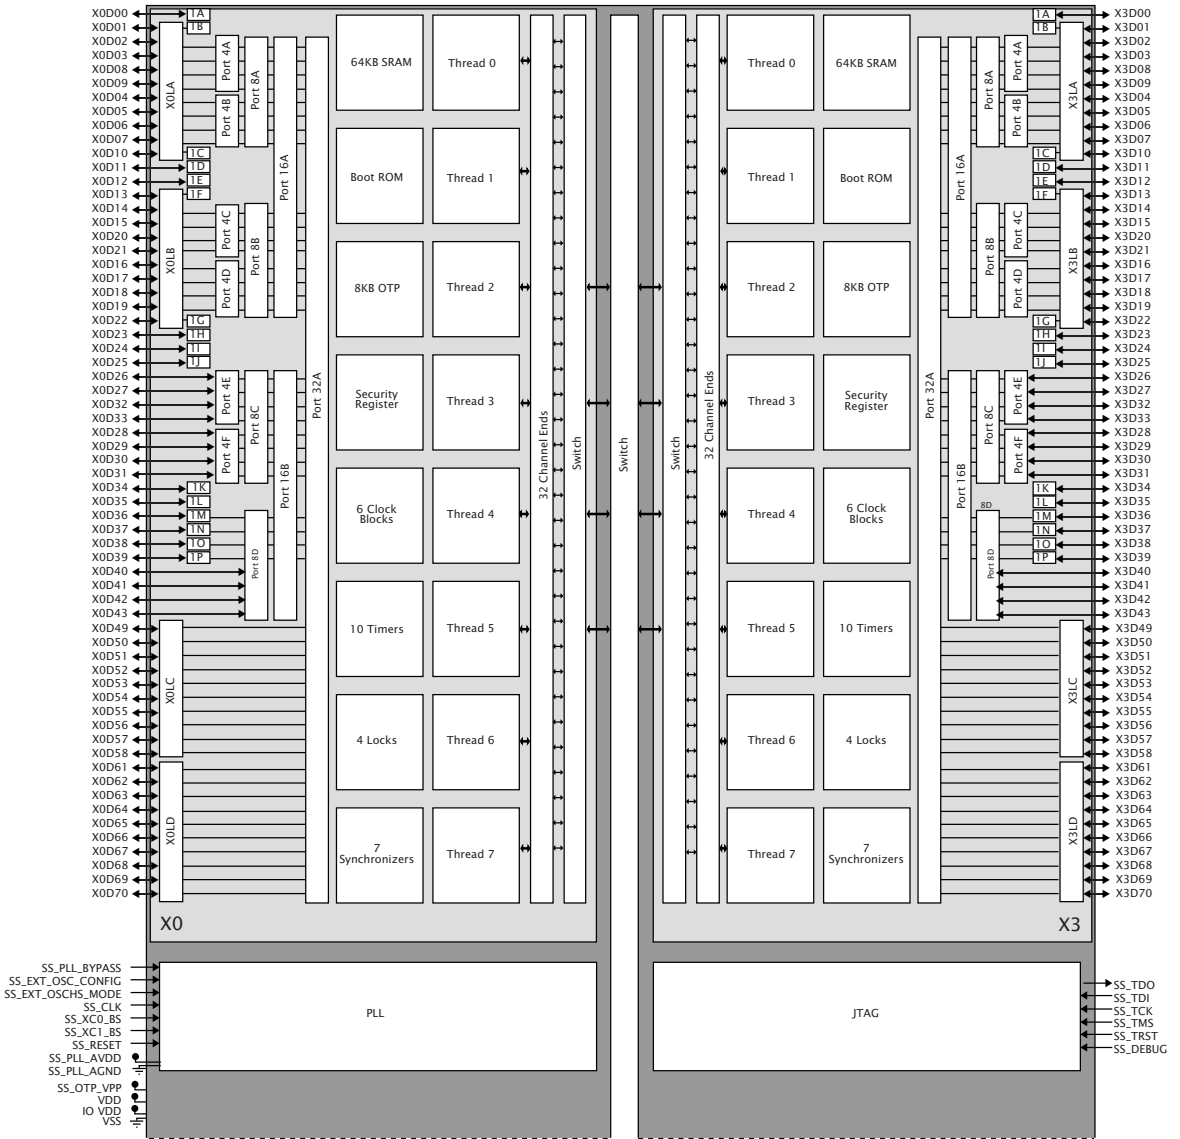 X0D00
X0D01
X0D02
X0D03
X0D08
X0D09
X0D04
X0D05
X0D06
X0D07
X0D10
X0D11
X0D12
X0D13
X0D14
X0D15
X0D20
X0D21
X0D16
X0D17
X0D18
X0D19
X0D22
X0D23
X0D24
X0D25
X0D26
X0D27
X0D32
X0D33
X0D28
X0D29
X0D30
X0D31
X0D34
X0D35
X0D36
X0D37
X0D38
X0D39
X0D40
X0D41
X0D42
X0D43
X0D49
X0D50
X0D51
X0D52
X0D53
X0D54
X0D55
X0D56
X0D57
X0D58
X0D61
X0D62
X0D63
X0D64
X0D65
X0D66
X0D67
X0D68
X0D69
X0D70
X0LA
X0LB
X0LC
X0LD
1A
1B
1C
1D
1E
1F
1G
1H
1I
1J
1K
1L
1M
1N
1O
1P
Port 4A
Port 4B
Port 4C
Port 4D
Port 4E
Port 4F
Port 8A
Port 8B
Port 8C
Port 8D
Port 16A
Port 16B
Port 32A
64KB SRAM
Boot ROM
8KB OTP
Security
Register
6 Clock
Blocks
10 Timers
4 Locks
7
Synchronizers
Thread 0
Thread 1
Thread 2
Thread 3
Thread 4
Thread 5
Thread 6
Thread 7
32 Channel Ends
Switch
X0
Switch
Switch
32 Channel Ends
Thread 0
Thread 1
Thread 2
Thread 3
Thread 4
Thread 5
Thread 6
Thread 7
64KB SRAM
Boot ROM
8KB OTP
Security
Register
6 Clock
Blocks
10 Timers
4 Locks
7
Synchronizers
Port 32A
Port 16A
Port 16B
Port 8A
Port 8B
Port 8C
8D
Port 8D
Port 4A
Port 4B
Port 4C
Port 4D
Port 4E
Port 4F
1A
1B
1C
1D
1E
1F
1G
1H
1I
1J
1K
1L
1M
1N
1O
1P
X3LA
X3LB
X3LC
X3LD
X3
X3D00
X3D01
X3D02
X3D03
X3D08
X3D09
X3D04
X3D05
X3D06
X3D07
X3D10
X3D11
X3D12
X3D13
X3D14
X3D15
X3D20
X3D21
X3D16
X3D17
X3D18
X3D19
X3D22
X3D23
X3D24
X3D25
X3D26
X3D27
X3D32
X3D33
X3D28
X3D29
X3D30
X3D31
X3D34
X3D35
X3D36
X3D37
X3D38
X3D39
X3D40
X3D41
X3D42
X3D43
X3D49
X3D50
X3D51
X3D52
X3D53
X3D54
X3D55
X3D56
X3D57
X3D58
X3D61
X3D62
X3D63
X3D64
X3D65
X3D66
X3D67
X3D68
X3D69
X3D70
SS_PLL_BYPASS
SS_EXT_OSC_CONFIG
SS_EXT_OSCHS_MODE
SS_CLK
SS_XC0_BS
SS_XC1_BS
SS_RESET
SS_PLL_AVDD
SS_PLL_AGND
SS_OTP_VPP
VDD
IO VDD
VSS
PLL
JTAG
SS_TDO
SS_TDI
SS_TCK
SS_TMS
SS_TRST
SS_DEBUG